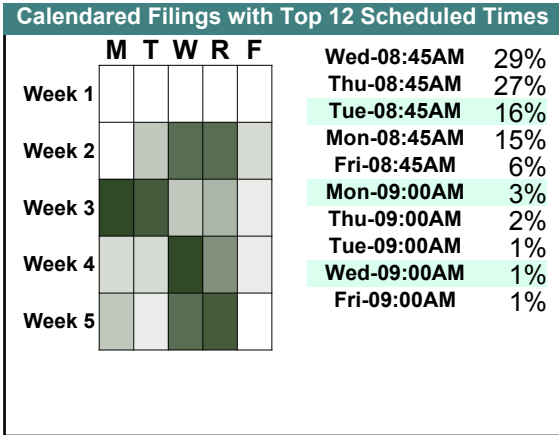 Calendared Filings with Top 12 Scheduled Times
M T W R F
Week 1
Week 2
Week 3
Week 4
Week 5
Wed-08:45AM 29%
Thu-08:45AM 27%
Tue-08:45AM 16%
Mon-08:45AM 15%
Fri-08:45AM 6%
Mon-09:00AM 3%
Thu-09:00AM 2%
Tue-09:00AM 1%
Wed-09:00AM 1%
Fri-09:00AM 1%